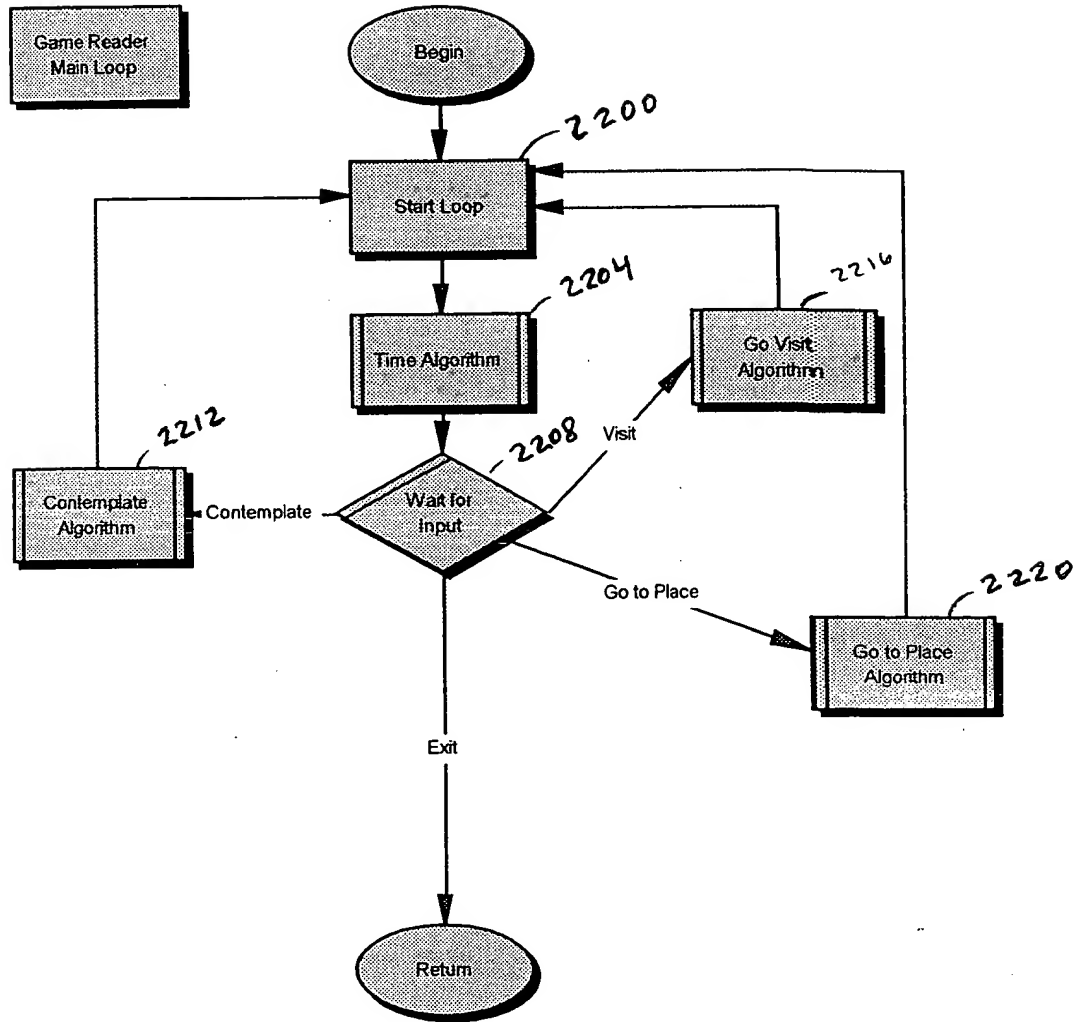 Game Reader
Main Loop
Begin
2200
Start Loop
2204
Time Algorithm
2216
Go Visit
Algorithm
2212
Contemplate
Algorithm
Contemplate
2208
Wait for
Input
Visit
Go to Place
2220
Go to Place
Algorithm
Exit
Return